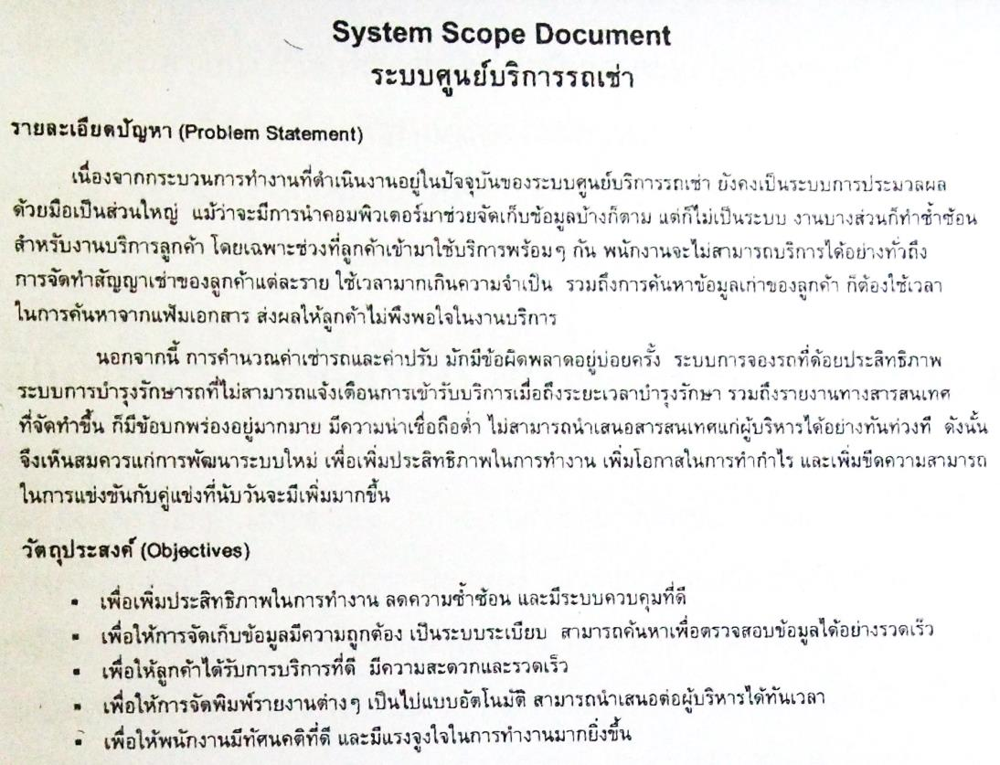 System Scope Document
ระบบศูนย์บริการรถเช่า
รายละเอียดปัญหา (Problem Statement)
เนื่องจากกระบวนการทำงานที่ดำเนินงานอยู่ในปัจจุบันของระบบศูนย์บริการรถเช่า ยังคงเป็นระบบการประมวลผล
ด้วยมือเป็นส่วนใหญ่ แม้ว่าจะมีการนำคอมพิวเตอร์มาช่วยจัดเก็บข้อมูลบ้างก็ตาม แต่ก็ไม่เป็นระบบ งานบางส่วนก็ทำซ้ำซ้อน
สำหรับงานบริการลูกค้า โดยเฉพาะช่วงที่ลูกค้าเข้ามาใช้บริการพร้อมๆ กัน พนักงานจะไม่สามารถบริการได้อย่างทั่วถึง
การจัดทำสัญญาเช่าของลูกค้าแต่ละราย ใช้เวลามากเกินความจำเป็น รวมถึงการค้นหาข้อมูลเก่าของลูกค้า ก็ต้องใช้เวลา
ในการค้นหาจากแฟ้มเอกสาร ส่งผลให้ลูกค้าไม่พึงพอใจในงานบริการ
นอกจากนี้ การคำนวณค่าเช่ารถและค่าปรับ มักมีข้อผิดพลาดอยู่บ่อยครั้ง ระบบการจองรถที่ด้อยประสิทธิภาพ
ระบบการบำรุงรักษารถที่ไม่สามารถแจ้งเตือนการเข้ารับบริการเมื่อถึงระยะเวลาบำรุงรักษา รวมถึงรายงานทางสารสนเทศ
ที่จัดทำขึ้น ก็มีข้อบกพร่องอยู่มากมาย มีความน่าเชื่อถือต่ำ ไม่สามารถนำเสนอสารสนเทศแก่ผู้บริหารได้อย่างทันท่วงที ดังนั้น
จึงเห็นสมควรแก่การพัฒนาระบบใหม่ เพื่อเพิ่มประสิทธิภาพในการทำงาน เพิ่มโอกาสในการทำกำไร และเพิ่มขีดความสามารถ
ในการแข่งขันกับคู่แข่งที่นับวันจะมีเพิ่มมากขึ้น
วัตถุประสงค์ (Objectives)
▪ เพื่อเพิ่มประสิทธิภาพในการทำงาน ลดความซ้ำซ้อน และมีระบบควบคุมที่ดี
▪ เพื่อให้การจัดเก็บข้อมูลมีความถูกต้อง เป็นระบบระเบียบ สามารถค้นหาเพื่อตรวจสอบข้อมูลได้อย่างรวดเร็ว
▪ เพื่อให้ลูกค้าได้รับการบริการที่ดี มีความสะดวกและรวดเร็ว
▪ เพื่อให้การจัดพิมพ์รายงานต่างๆ เป็นไปแบบอัตโนมัติ สามารถนำเสนอต่อผู้บริหารได้ทันเวลา
▪ เพื่อให้พนักงานมีทัศนคติที่ดี และมีแรงจูงใจในการทำงานมากยิ่งขึ้น